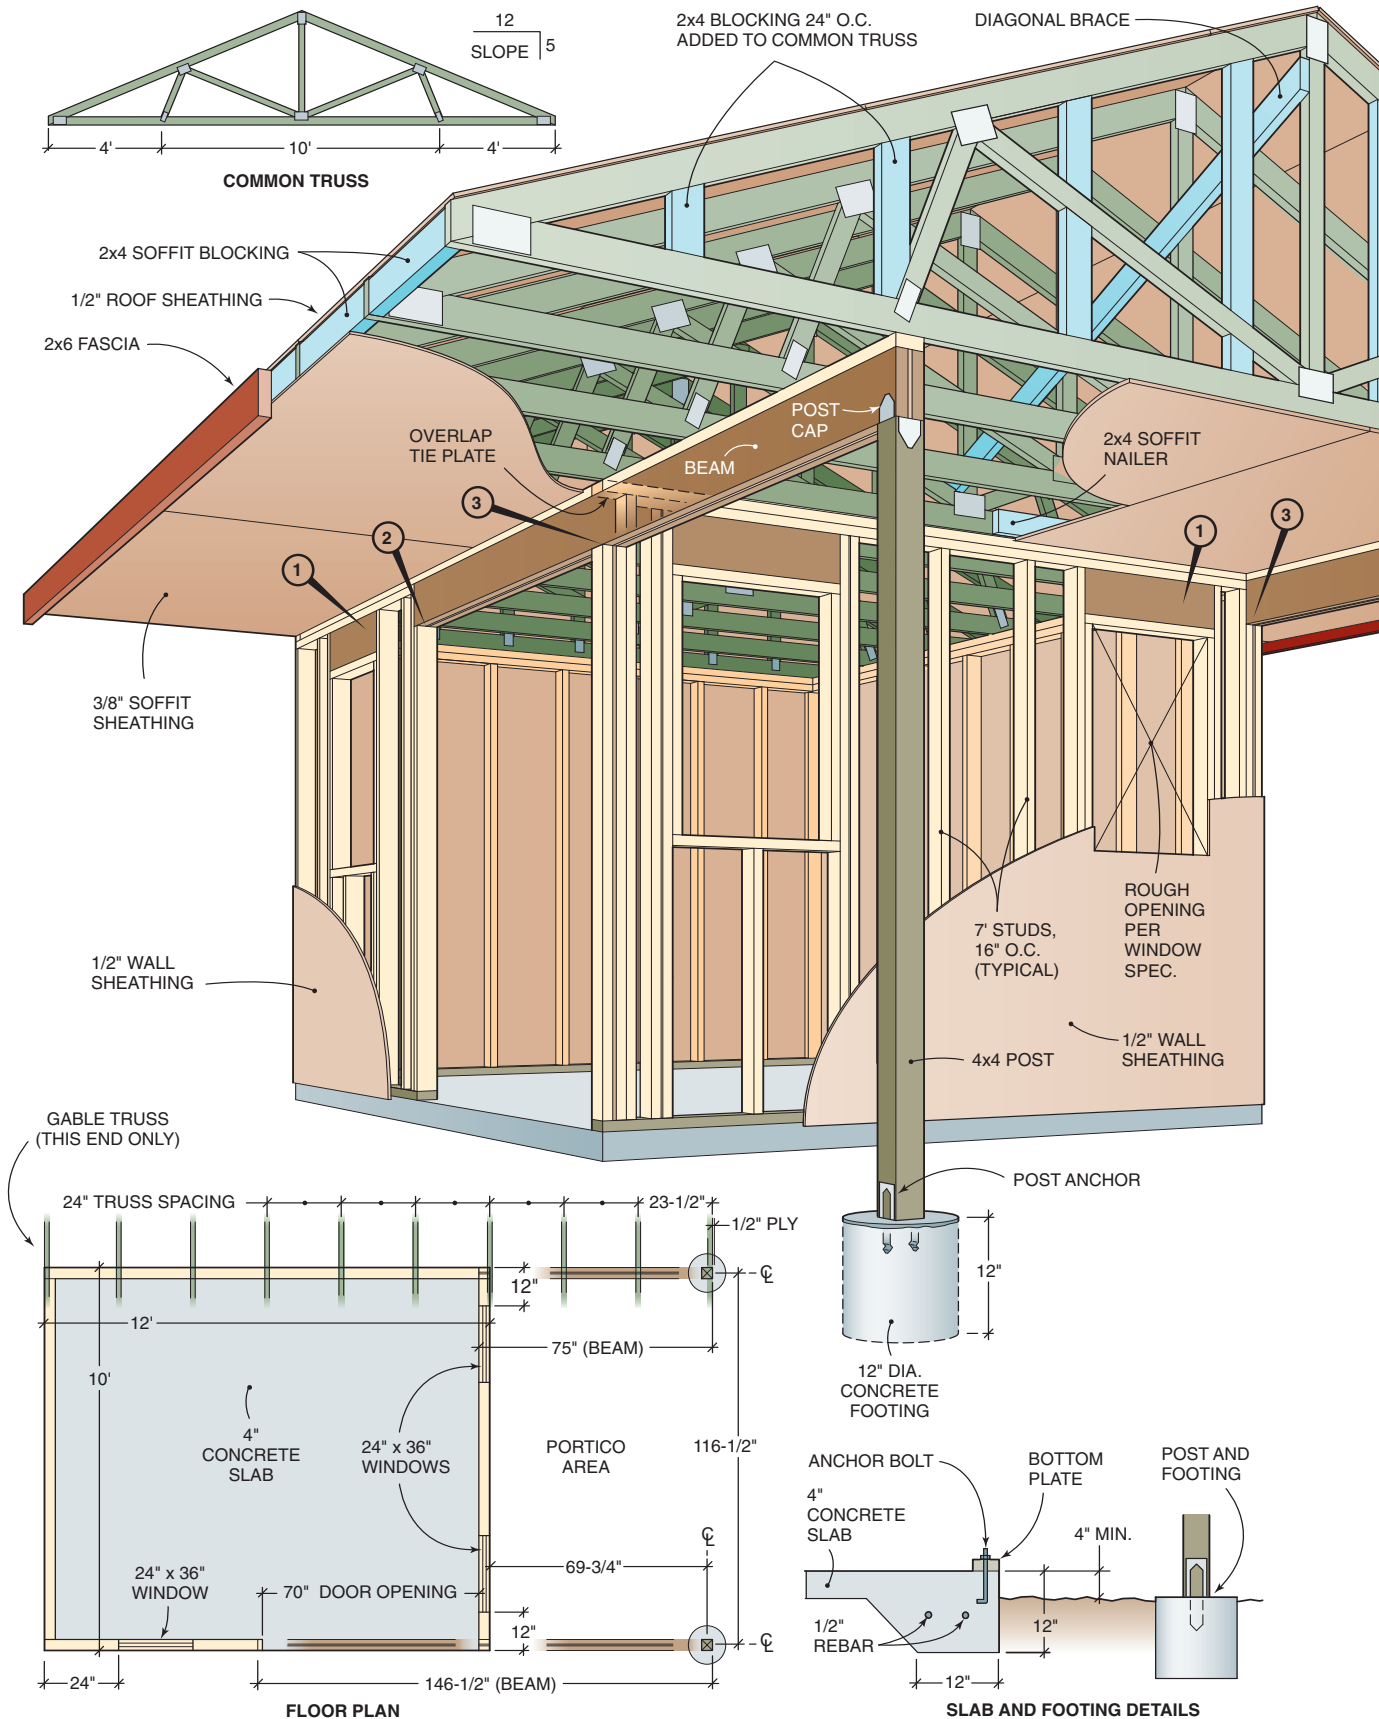 12
SLOPE 5
4'
10'
4'
COMMON TRUSS
2x4 BLOCKING 24" O.C.
ADDED TO COMMON TRUSS
DIAGONAL BRACE
2x4 SOFFIT BLOCKING
1/2" ROOF SHEATHING
2x6 FASCIA
OVERLAP
TIE PLATE
POST
CAP
BEAM
2x4 SOFFIT
NAILER
1
2
3
1
3
3/8" SOFFIT
SHEATHING
1/2" WALL
SHEATHING
7' STUDS,
16" O.C.
(TYPICAL)
ROUGH
OPENING
PER
WINDOW
SPEC.
4x4 POST
1/2" WALL
SHEATHING
GABLE TRUSS
(THIS END ONLY)
POST ANCHOR
12"
12" DIA.
CONCRETE
FOOTING
24" TRUSS SPACING
23-1/2"
1/2" PLY
12"
CL
12'
75" (BEAM)
10'
4"
CONCRETE
SLAB
24" x 36"
WINDOWS
PORTICO
AREA
116-1/2"
CL
69-3/4"
24" x 36"
WINDOW
70" DOOR OPENING
12"
CL
24"
146-1/2" (BEAM)
FLOOR PLAN
ANCHOR BOLT
BOTTOM
PLATE
POST AND
FOOTING
4"
CONCRETE
SLAB
4" MIN.
1/2"
REBAR
12"
12"
SLAB AND FOOTING DETAILS